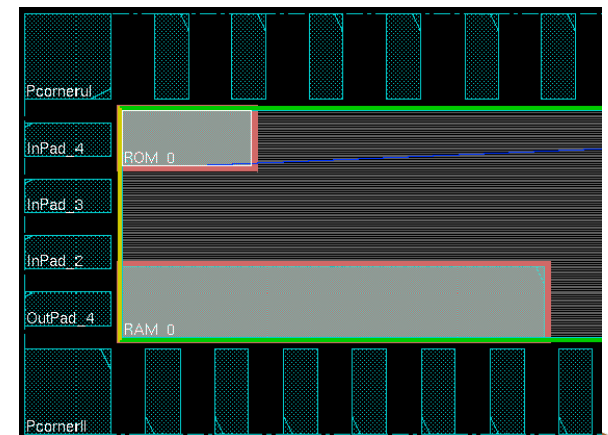 Pcornerul
InPad_4
ROM_0
InPad_3
InPad_2
OutPad_4
RAM_0
Pcornerll